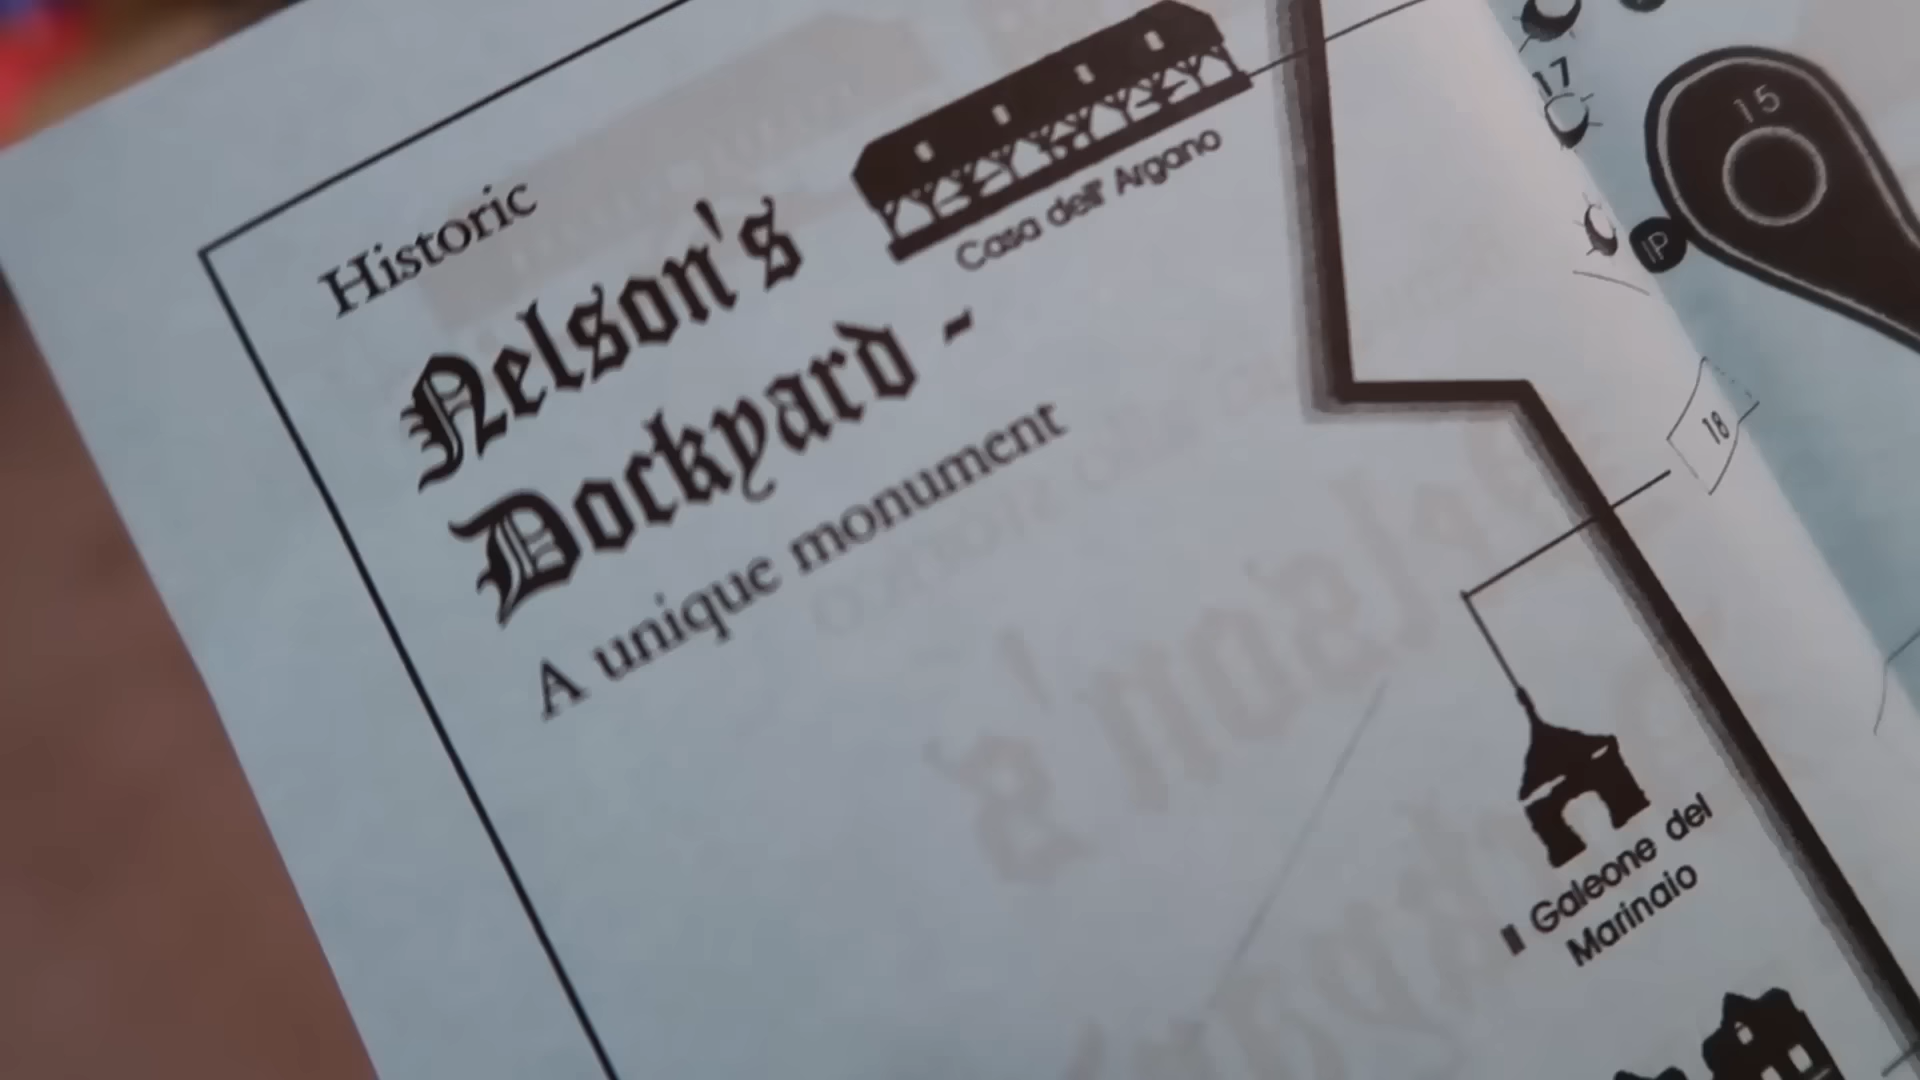 Historic
Nelson's
Dockyard -
A unique monument
Casa dell' Argano
17
15
IP
18
Il Galeone del
Marinaio